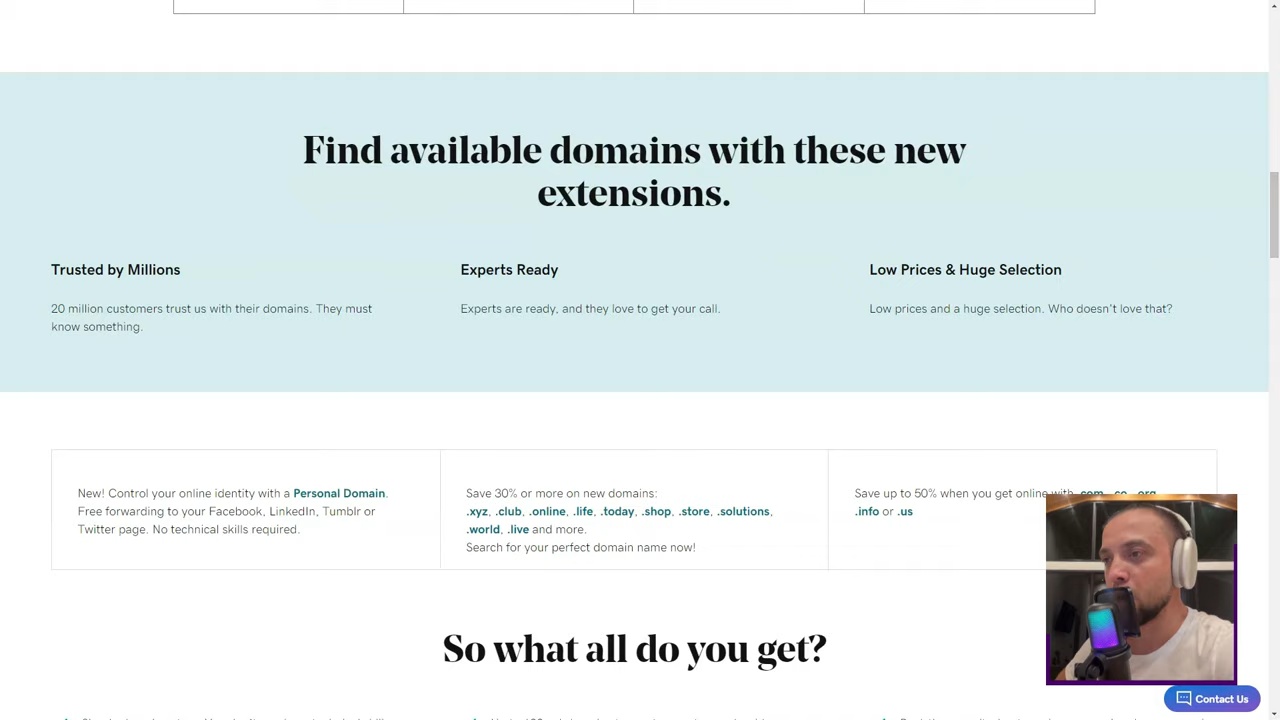 Find available domains with these new
extensions.
Trusted by Millions
20 million customers trust us with their domains. They must
know something.
Experts Ready
Experts are ready, and they love to get your call.
Low Prices & Huge Selection
Low prices and a huge selection. Who doesn't love that?
New! Control your online identity with a Personal Domain.
Free forwarding to your Facebook, LinkedIn, Tumblr or
Twitter page. No technical skills required.
Save 30% or more on new domains:
.xyz, .club, .online, .life, .today, .shop, .store, .solutions,
.world, .live and more.
Search for your perfect domain name now!
Save up to 50% when you get online with .com, .co, .org,
.info or .us
So what all do you get?
Contact Us